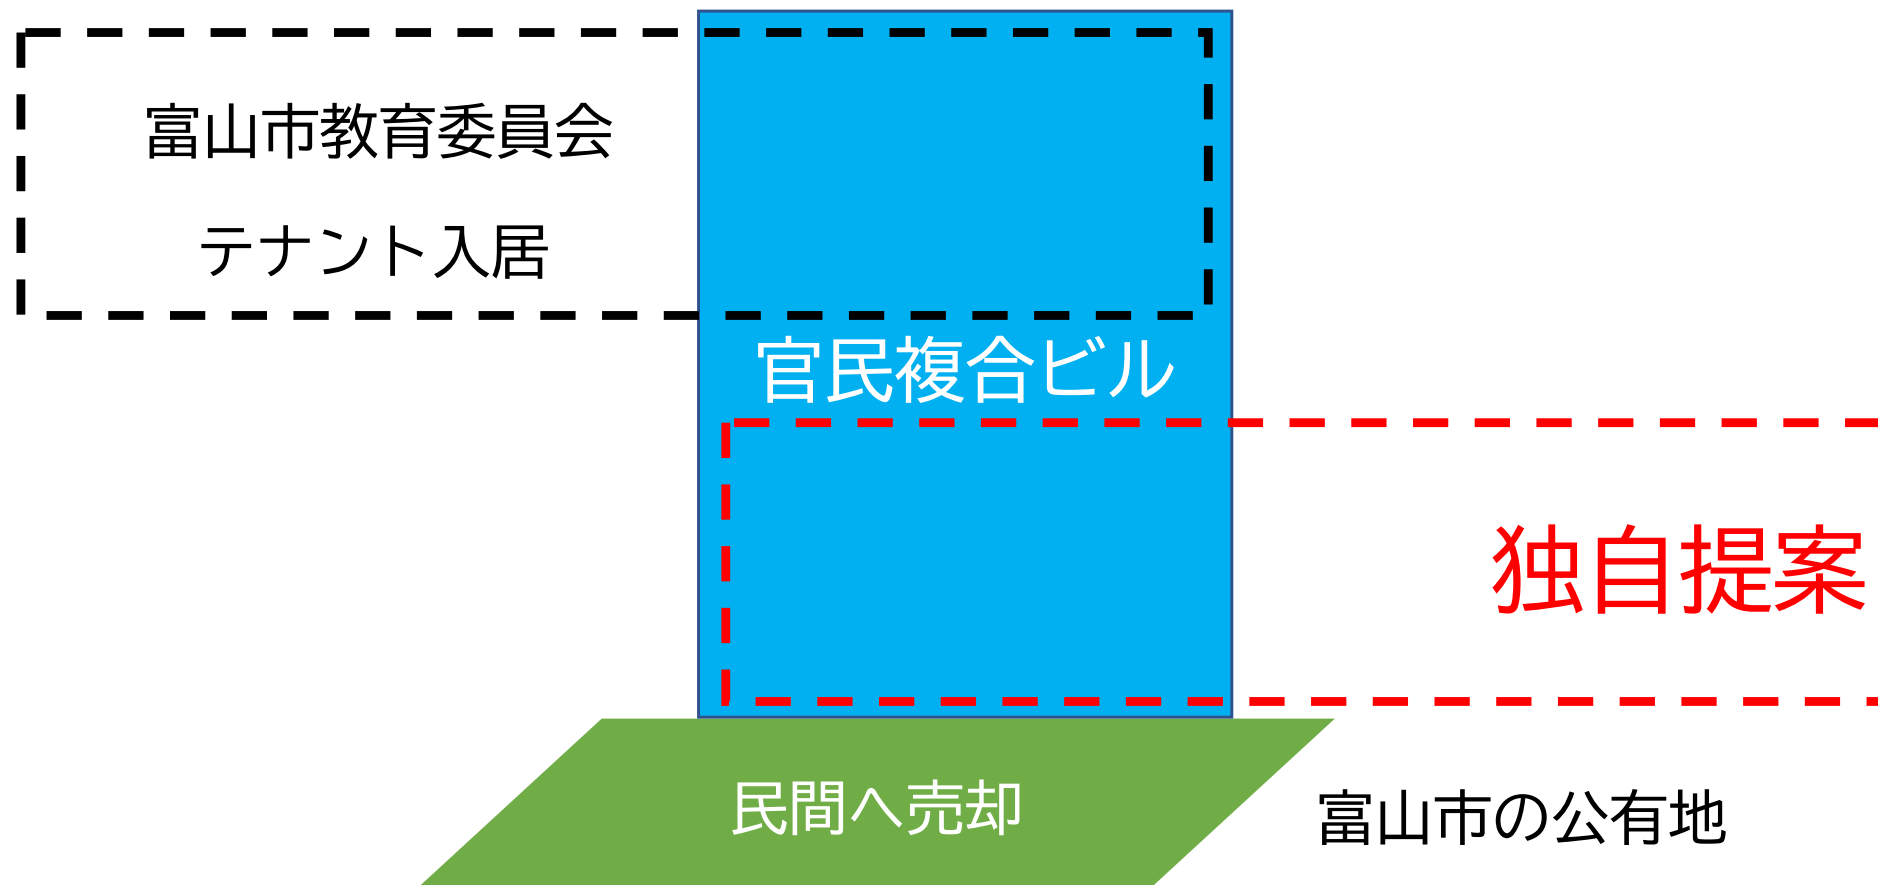 富山市教育委員会
テナント入居
官民複合ビル
独自提案
民間へ売却
富山市の公有地